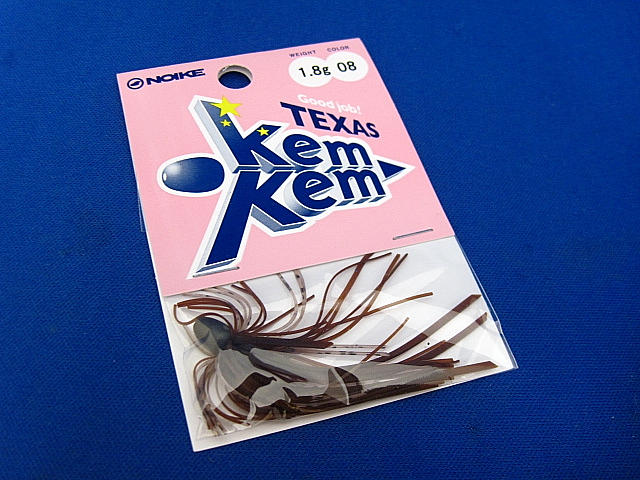 NOIKE
WEIGHT COLOR
1.8g 08
Good job!
TEXAS
Kem
Kem